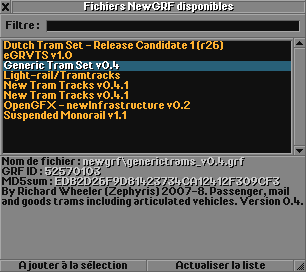 Fichiers NewGRF disponibles
Filtre :
Dutch Tram Set - Release Candidate 1 (r26)
eGRVTS v1.0
Generic Tram Set v0.4
Light-rail/Tramtracks
New Tram Tracks v0.4.1
New Tram Tracks v0.4.1
OpenGFX - newInfrastructure v0.2
Suspended Monorail v1.1
Nom de fichier : newgrf\generictrams_v0.4.grf
GRF ID : 52570103
MD5sum : ED82D26F9D81423734CA12412F309CF3
By Richard Wheeler (Zephyris) 2007-8. Passenger, mail
and goods trams including articulated vehicles. Version 0.4.
Ajouter à la sélection
Actualiser la liste